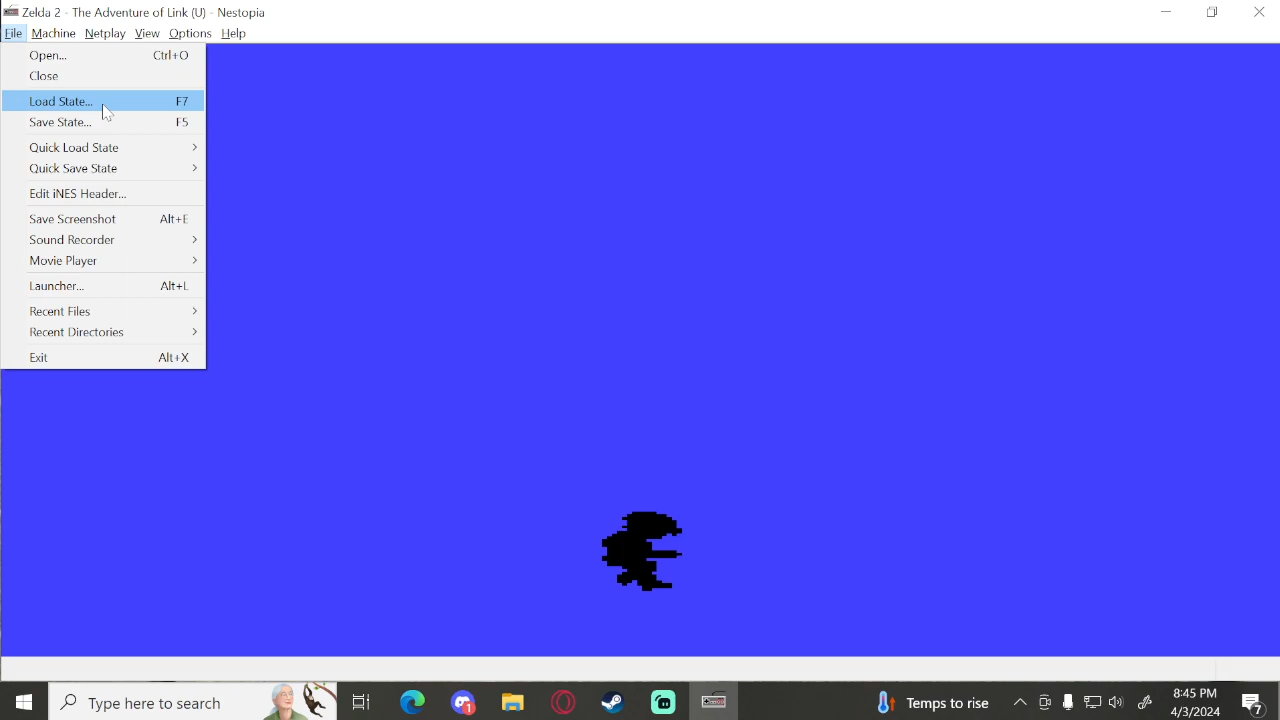 Zelda 2 - The Adventure of Link (U) - Nestopia
File Machine Netplay View Options Help
Open... Ctrl+O
Close
Load State... F7
Save State... F5
Quick Load State
Quick Save State
Edit iNES Header...
Save Screenshot Alt+E
Sound Recorder
Movie Player
Launcher... Alt+L
Recent Files
Recent Directories
Exit Alt+X
Type here to search
1
Temps to rise
8:45 PM
4/3/2024
7